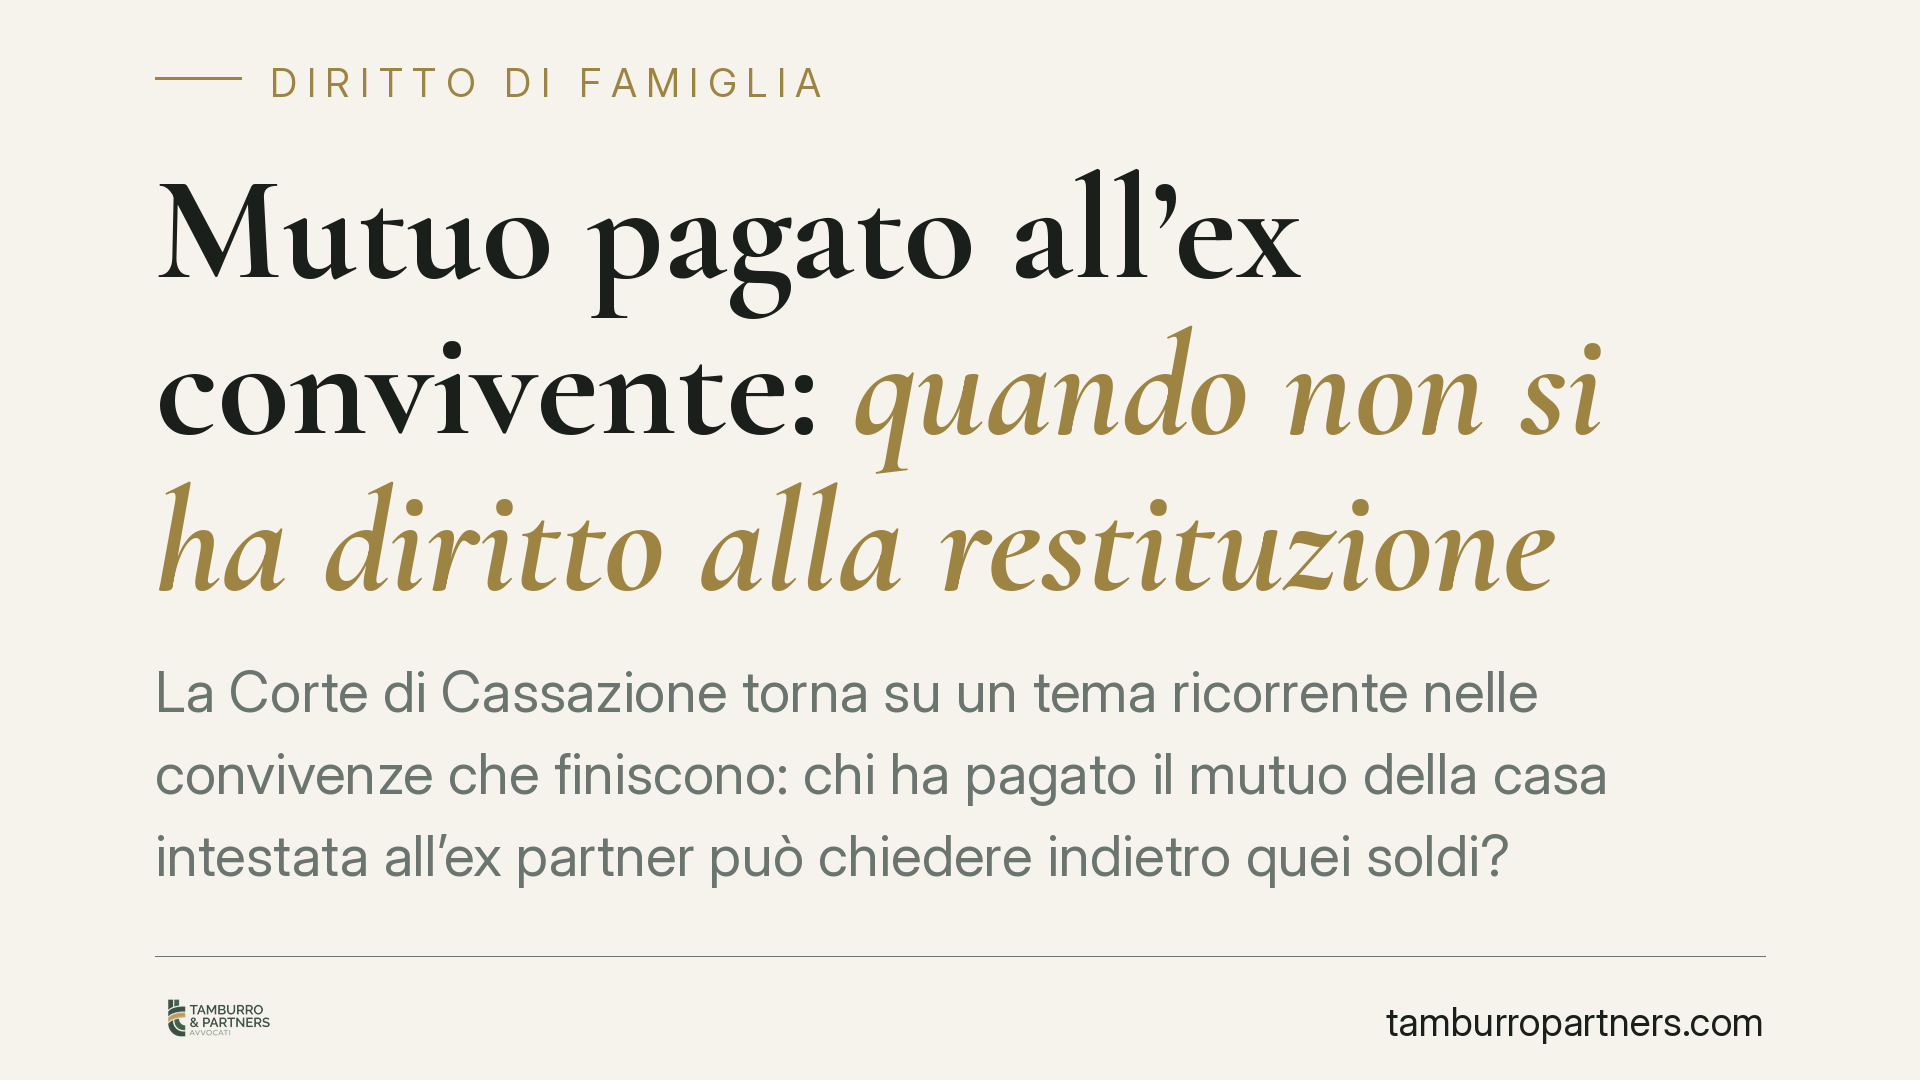 DIRITTO DI FAMIGLIA
Mutuo pagato all’ex
convivente: quando non si
ha diritto alla restituzione
La Corte di Cassazione torna su un tema ricorrente nelle
convivenze che finiscono: chi ha pagato il mutuo della casa
intestata all’ex partner può chiedere indietro quei soldi?
TAMBURRO
& PARTNERS
AVVOCATI
tamburropartners.com